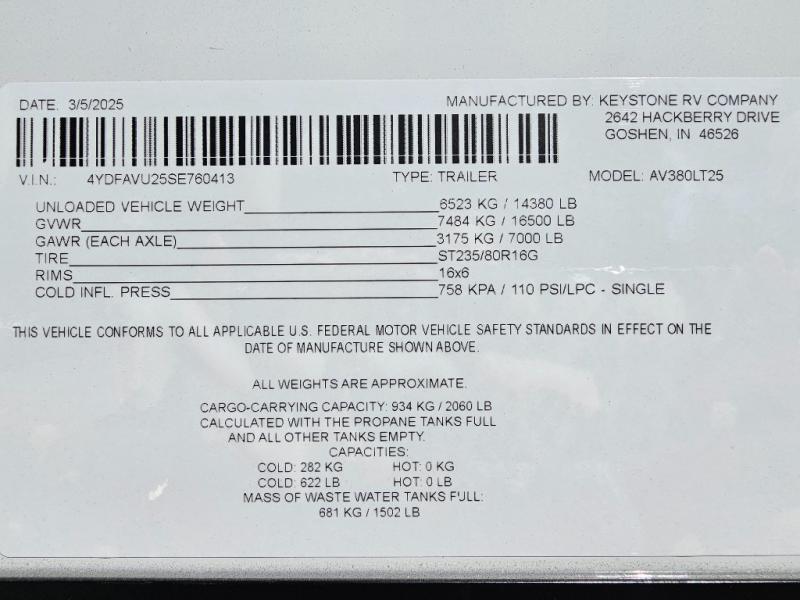 DATE. 3/5/2025 MANUFACTURED BY: KEYSTONE RV COMPANY
2642 HACKBERRY DRIVE
GOSHEN, IN 46526
V.I.N.: 4YDFAVU25SE760413 TYPE: TRAILER MODEL: AV380LT25
UNLOADED VEHICLE WEIGHT 6523 KG / 14380 LB
GVWR 7484 KG / 16500 LB
GAWR (EACH AXLE) 3175 KG / 7000 LB
TIRE ST235/80R16G
RIMS 16x6
COLD INFL. PRESS 758 KPA / 110 PSI/LPC - SINGLE
THIS VEHICLE CONFORMS TO ALL APPLICABLE U.S. FEDERAL MOTOR VEHICLE SAFETY STANDARDS IN EFFECT ON THE
DATE OF MANUFACTURE SHOWN ABOVE.
ALL WEIGHTS ARE APPROXIMATE.
CARGO-CARRYING CAPACITY: 934 KG / 2060 LB
CALCULATED WITH THE PROPANE TANKS FULL
AND ALL OTHER TANKS EMPTY.
CAPACITIES:
COLD: 282 KG HOT: 0 KG
COLD: 622 LB HOT: 0 LB
MASS OF WASTE WATER TANKS FULL:
681 KG / 1502 LB